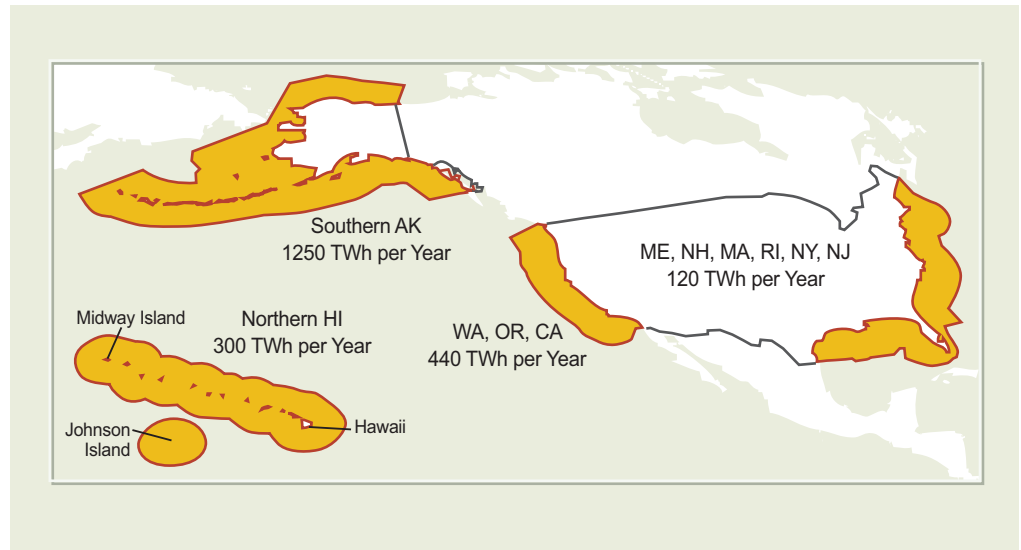 Southern AK
1250 TWh per Year
ME, NH, MA, RI, NY, NJ
120 TWh per Year
Midway Island
Northern HI
300 TWh per Year
WA, OR, CA
440 TWh per Year
Johnson
Island
Hawaii